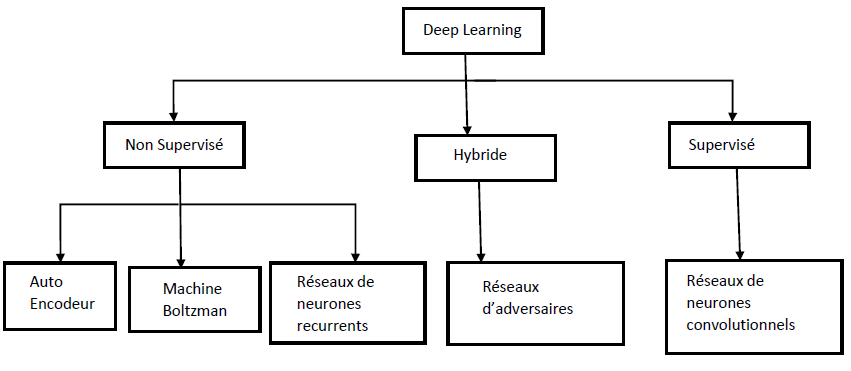 Deep Learning
Non Supervisé
Hybride
Supervisé
Auto
Encodeur
Machine
Boltzman
Réseaux de
neurones
recurrents
Réseaux
d’adversaires
Réseaux de
neurones
convolutionnels